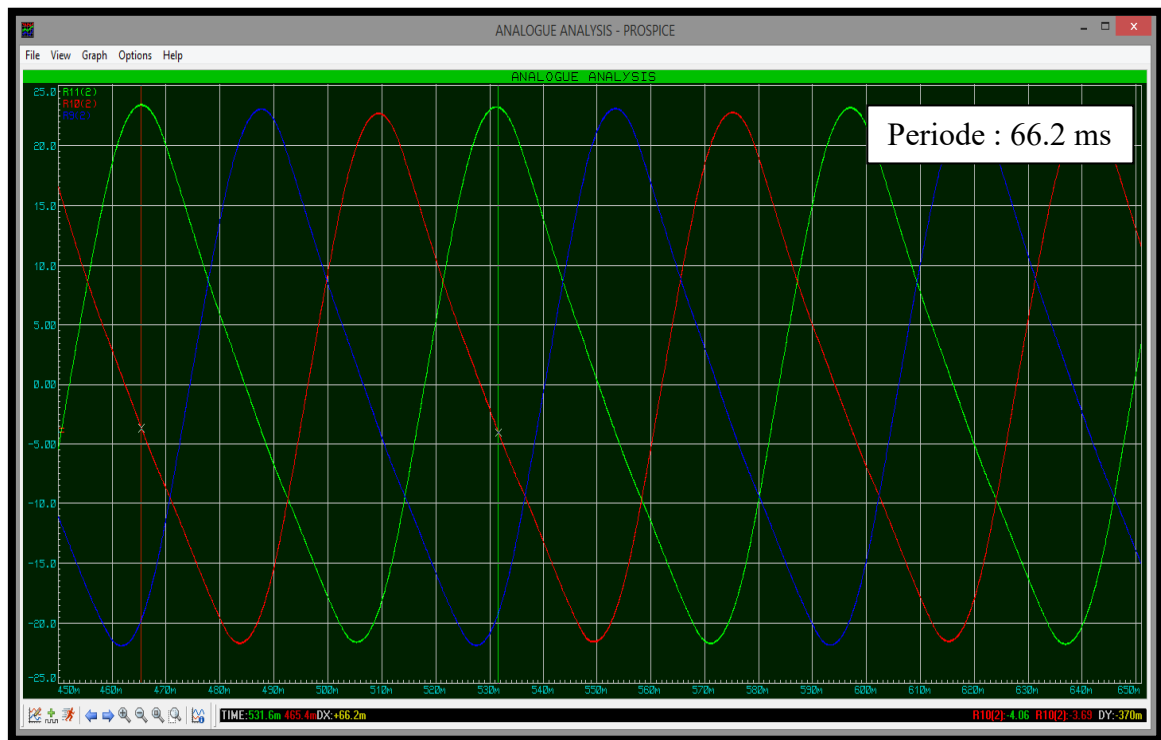 ANALOGUE ANALYSIS - PROSPICE
File View Graph Options Help
ANALOGUE ANALYSIS
R11(2)
R10(2)
Periode : 66.2 ms
25.0
20.0
15.0
10.0
5.00
0.00
-5.00
-10.0
-15.0
-20.0
-25.0
450m 460m 470m 480m 490m 500m 510m 520m 530m 540m 550m 560m 570m 580m 590m 600m 610m 620m 630m 640m 650m
TIME:531.6m 465.4m DX:+66.2m R10(2):-4.06 R10(2):-3.69 DY:-370m